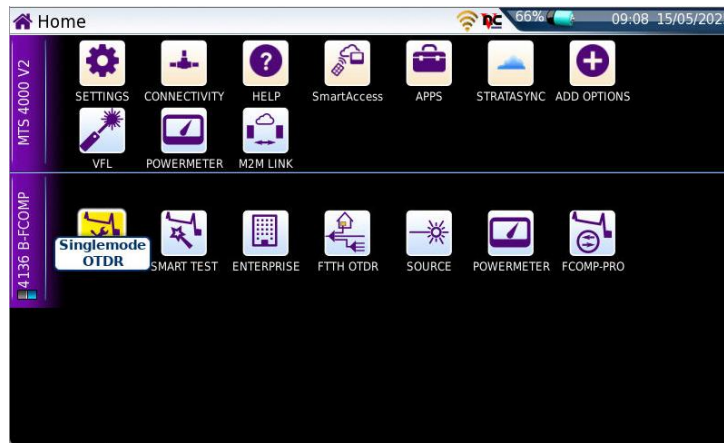 Home
66%
09:08 15/05/202
MTS 4000 V2
SETTINGS
CONNECTIVITY
HELP
SmartAccess
APPS
STRATASYNC
ADD OPTIONS
VFL
POWERMETER
M2M LINK
4136 B-FCOMP
Singlemode
OTDR
SMART TEST
ENTERPRISE
FTTH OTDR
SOURCE
POWERMETER
FCOMP-PRO